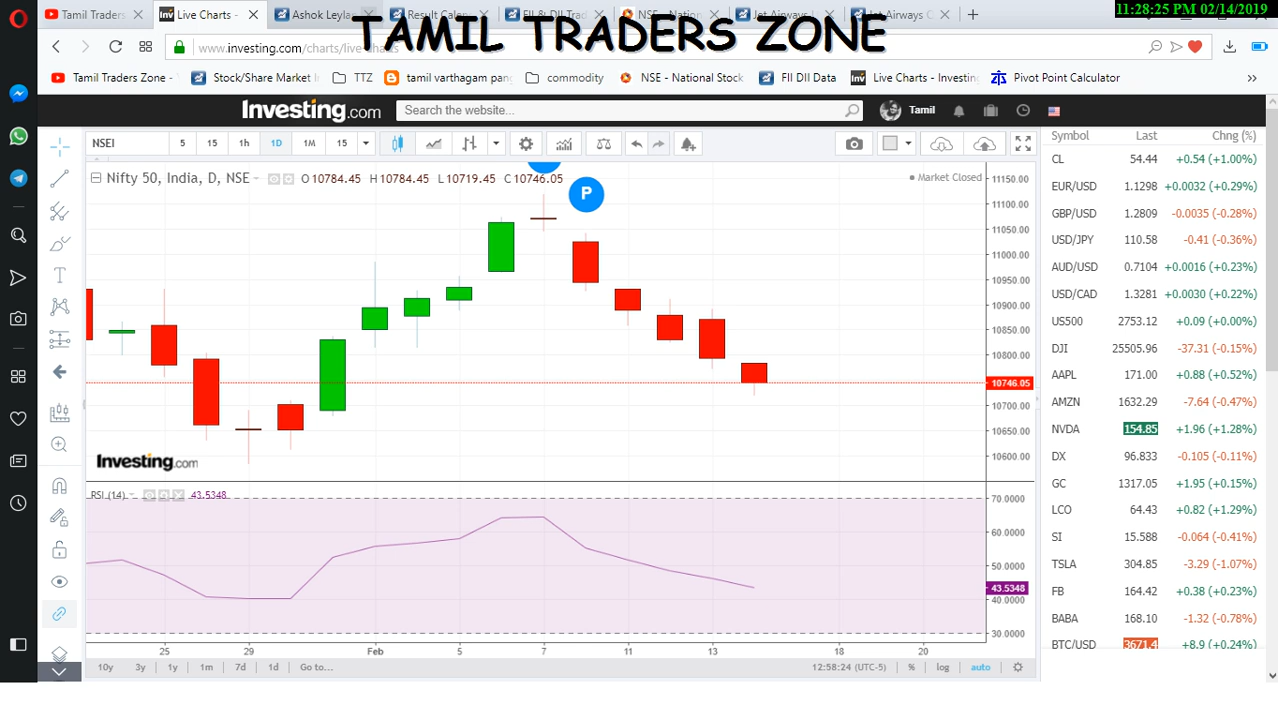 11:28:25 PM 02/14/2019
Tamil Traders
Live Charts -
Ashok Leyla
Result Calen
FII & DII Trad
NSE - Nation
Jet Airways
Jet Airways C
TAMIL TRADERS ZONE
www.investing.com/charts/live-charts
Tamil Traders Zone -
Stock/Share Market
TTZ
tamil varthagam pan
commodity
NSE - National Stock
FII DII Data
Live Charts - Investin
Pivot Point Calculator
Investing.com
Search the website...
Tamil
NSEI
5
15
1h
1D
1M
15
Nifty 50, India, D, NSE
O 10784.45 H 10784.45 L 10719.45 C 10746.05
P
Market Closed
11150.00
11100.00
11050.00
11000.00
10950.00
10900.00
10850.00
10800.00
10746.05
10700.00
10650.00
10600.00
Investing.com
RSI (14)
43.5348
70.0000
60.0000
50.0000
43.5348
40.0000
30.0000
25
29
Feb
5
7
11
13
18
20
10y
3y
1y
1m
7d
1d
Go to...
12:58:24 (UTC-5)
%
log
auto
Symbol Last Chng (%)
CL 54.44 +0.54 (+1.00%)
EUR/USD 1.1298 +0.0032 (+0.29%)
GBP/USD 1.2809 -0.0035 (-0.28%)
USD/JPY 110.58 -0.41 (-0.36%)
AUD/USD 0.7104 +0.0016 (+0.23%)
USD/CAD 1.3281 +0.0030 (+0.22%)
US500 2753.12 +0.09 (+0.00%)
DJI 25505.96 -37.31 (-0.15%)
AAPL 171.00 +0.88 (+0.52%)
AMZN 1632.29 -7.64 (-0.47%)
NVDA 154.85 +1.96 (+1.28%)
DX 96.833 -0.105 (-0.11%)
GC 1317.05 +1.95 (+0.15%)
LCO 64.43 +0.82 (+1.29%)
SI 15.588 -0.064 (-0.41%)
TSLA 304.85 -3.29 (-1.07%)
FB 164.42 +0.38 (+0.23%)
BABA 168.10 -1.32 (-0.78%)
BTC/USD 3671.4 +8.9 (+0.24%)